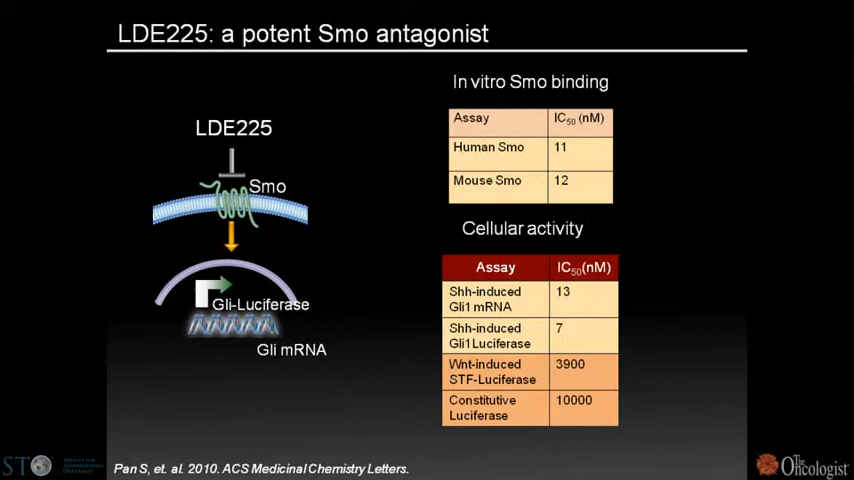 LDE225: a potent Smo antagonist
In vitro Smo binding
Assay IC50 (nM)
Human Smo 11
Mouse Smo 12
LDE225
Smo
Gli-Luciferase
Gli mRNA
Cellular activity
Assay IC50(nM)
Shh-induced
Gli1 mRNA 13
Shh-induced
Gli1 Luciferase 7
Wnt-induced
STF-Luciferase 3900
Constitutive
Luciferase 10000
Pan S, et. al. 2010. ACS Medicinal Chemistry Letters.
The
Oncologist